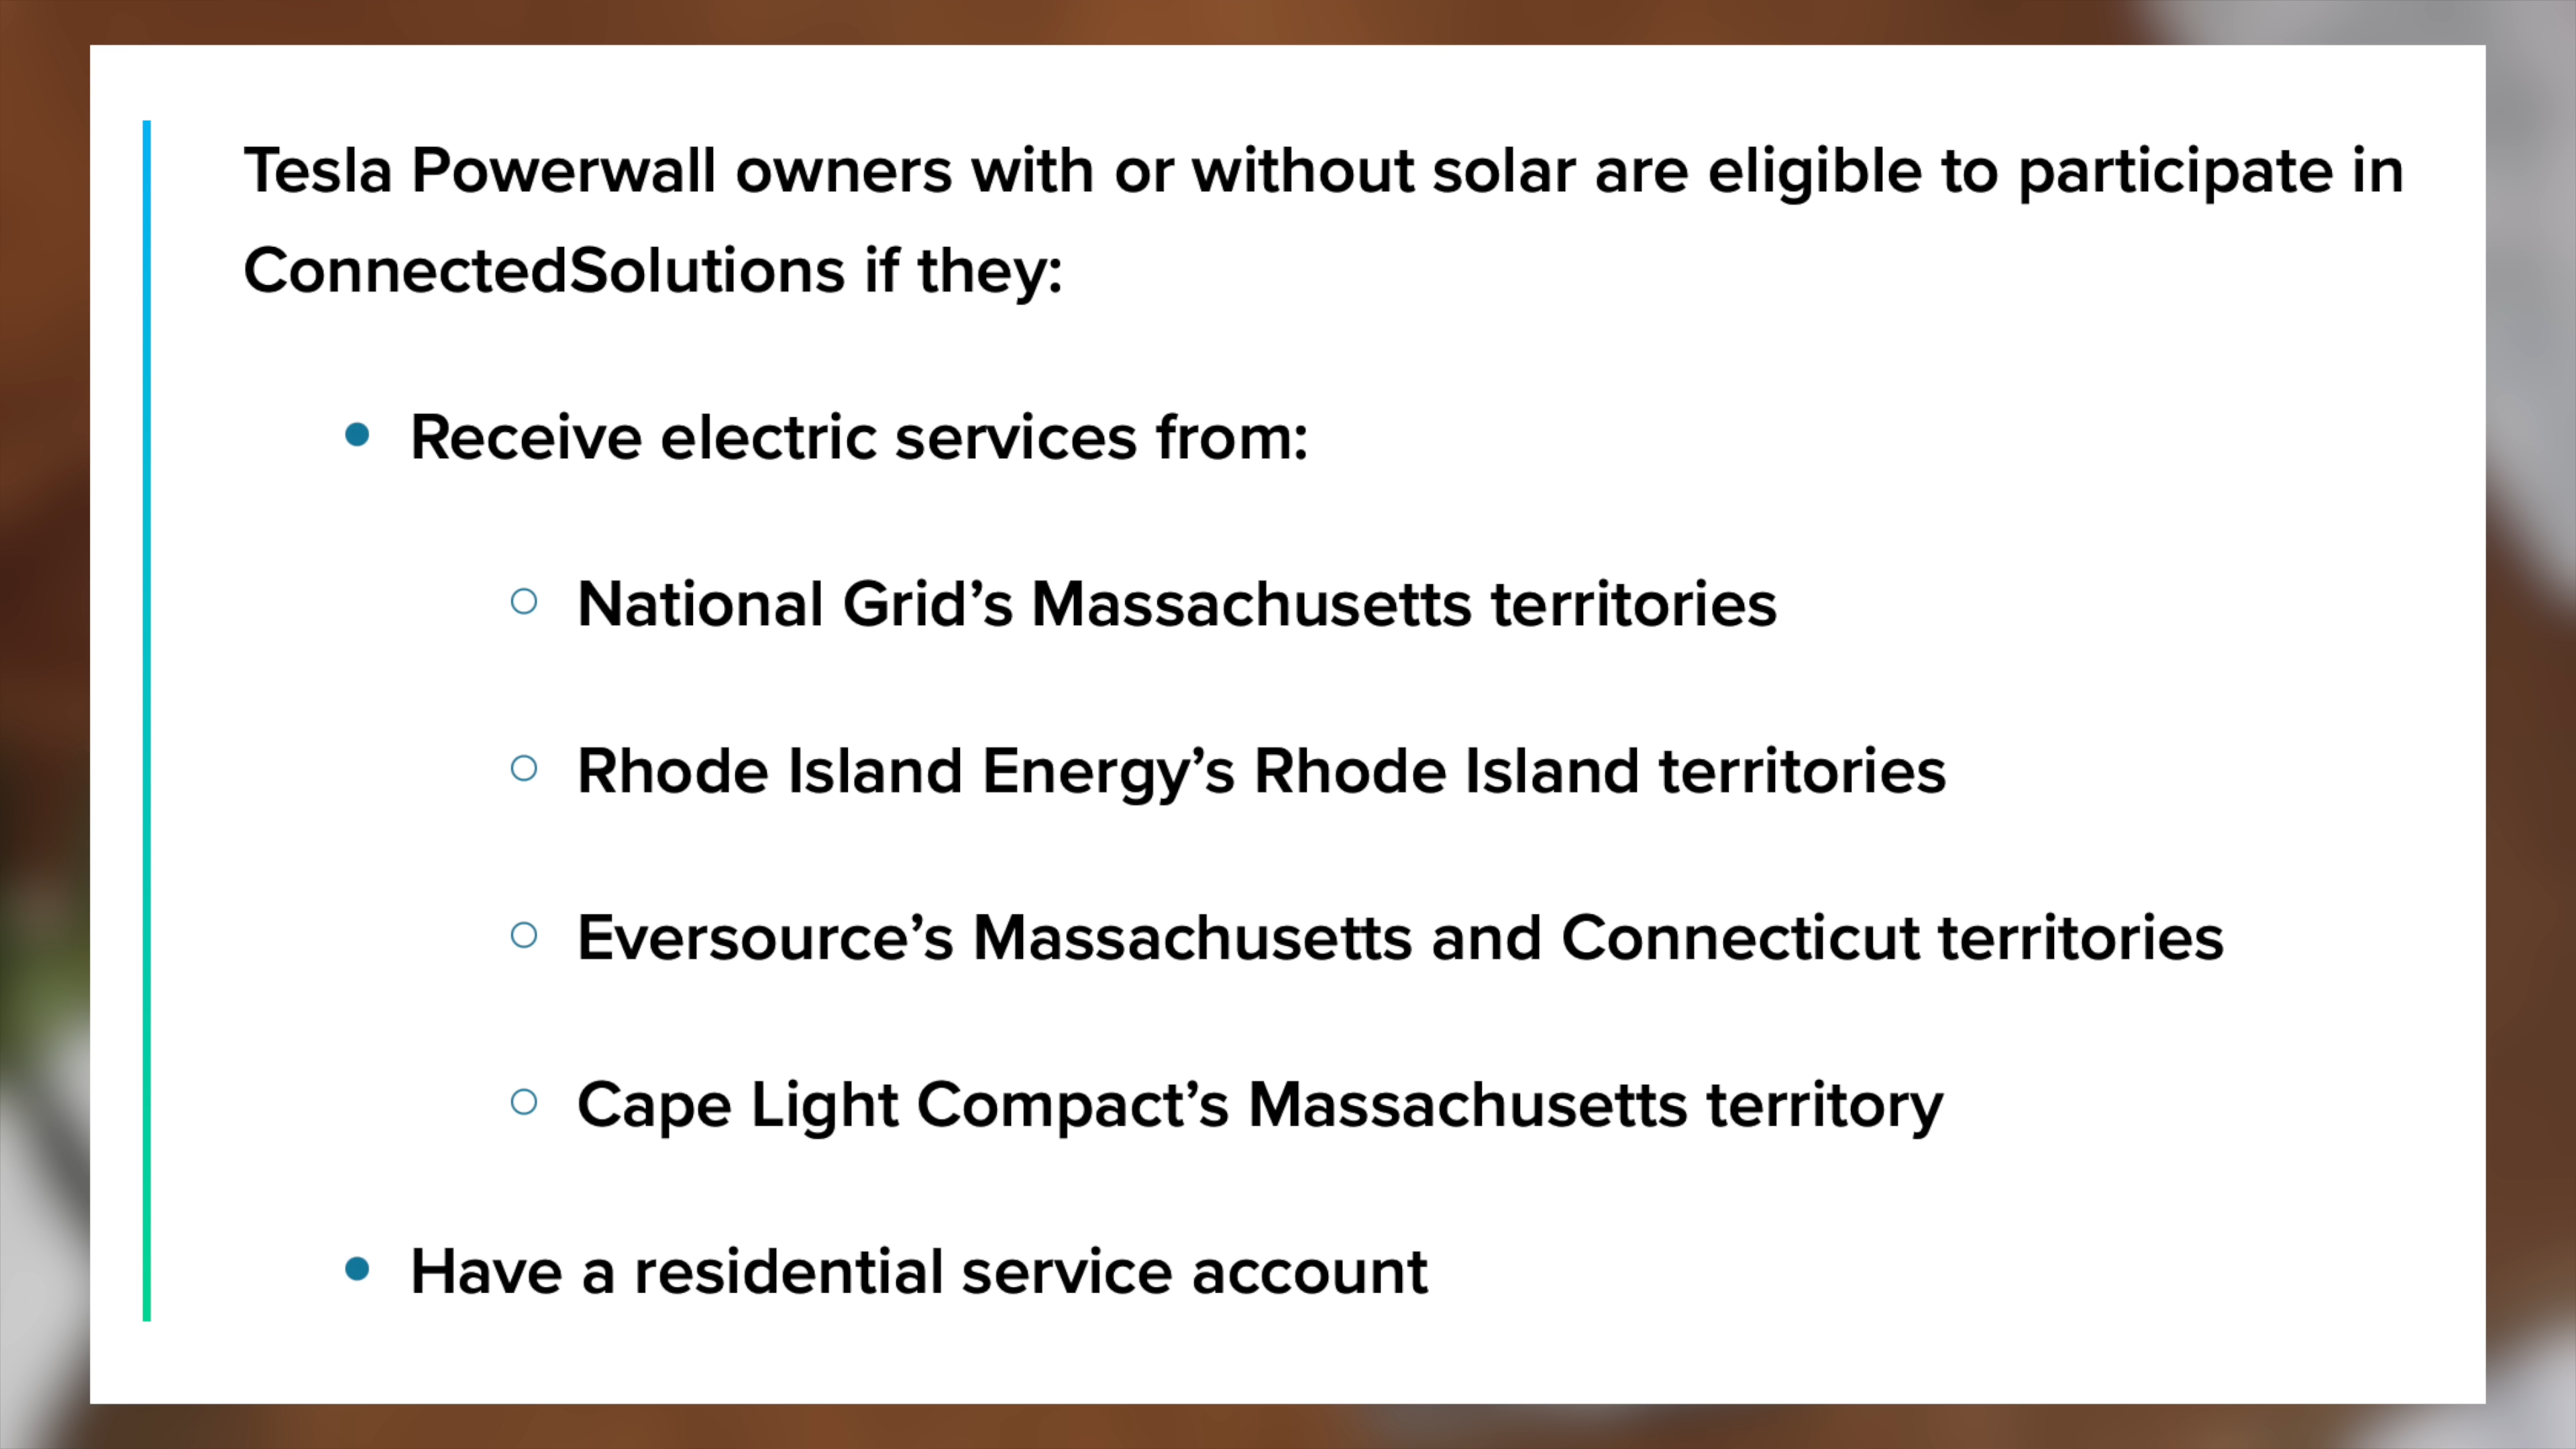 Tesla Powerwall owners with or without solar are eligible to participate in
ConnectedSolutions if they:
Receive electric services from:
National Grid’s Massachusetts territories
Rhode Island Energy’s Rhode Island territories
Eversource’s Massachusetts and Connecticut territories
Cape Light Compact’s Massachusetts territory
Have a residential service account